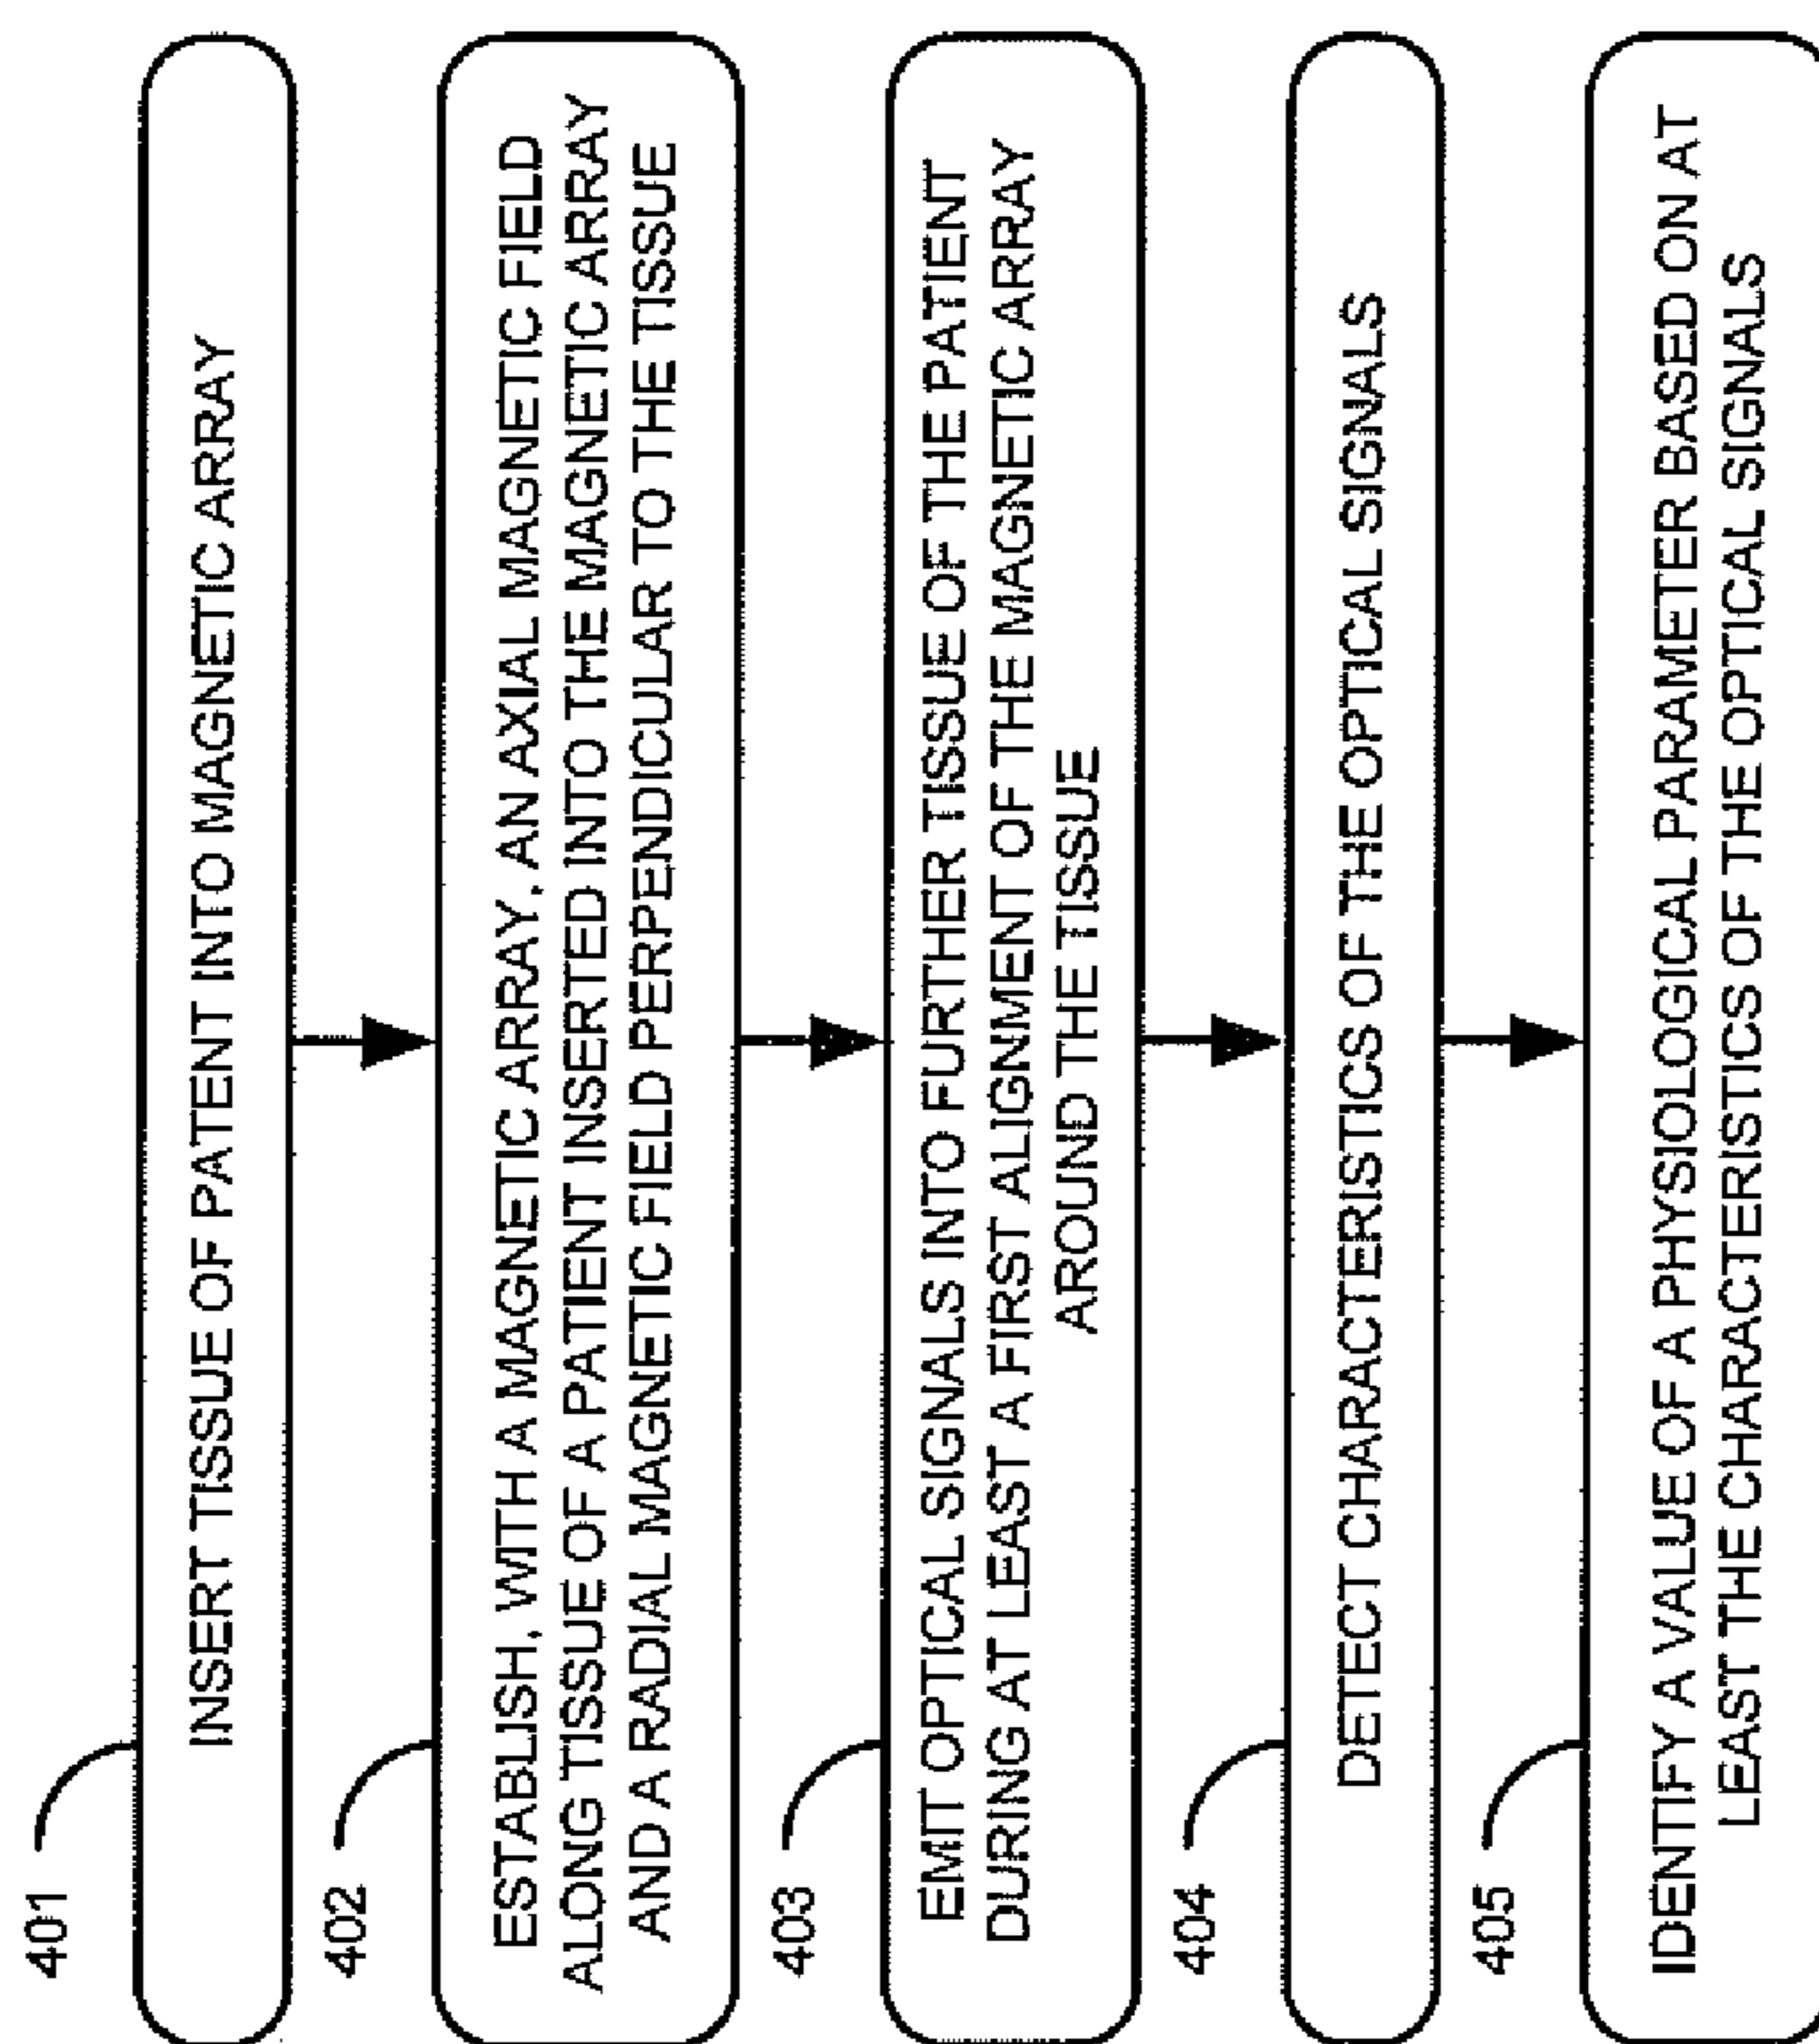 401
INSERT TISSUE OF PATENT INTO MAGNETIC ARRAY
402
ESTABLISH, WITH A MAGNETIC ARRAY, AN AXIAL MAGNETIC FIELD
ALONG TISSUE OF A PATIENT INSERTED INTO THE MAGNETIC ARRAY
AND A RADIAL MAGNETIC FIELD PERPENDICULAR TO THE TISSUE
403
EMIT OPTICAL SIGNALS INTO FURTHER TISSUE OF THE PATIENT
DURING AT LEAST A FIRST ALIGNMENT OF THE MAGNETIC ARRAY
AROUND THE TISSUE
404
DETECT CHARACTERISTICS OF THE OPTICAL SIGNALS
405
IDENTIFY A VALUE OF A PHYSIOLOGICAL PARAMETER BASED ON AT
LEAST THE CHARACTERISTICS OF THE OPTICAL SIGNALS